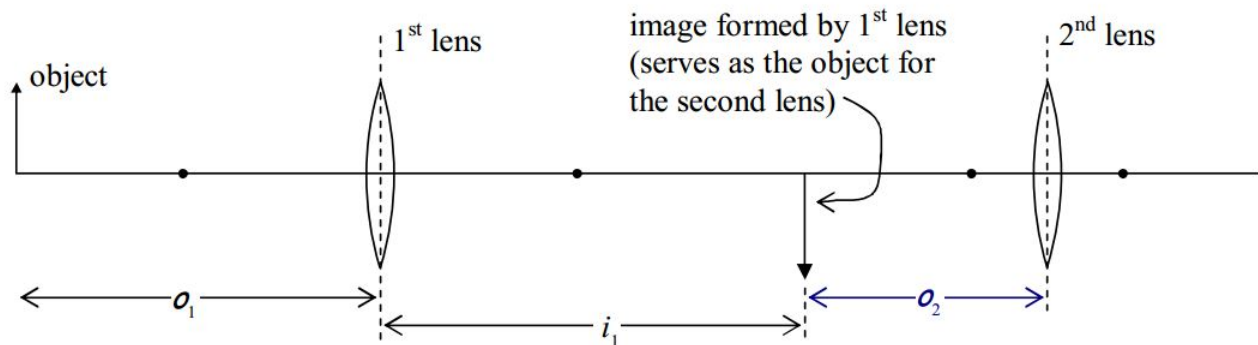 1st lens
image formed by 1st lens
(serves as the object for
the second lens)
2nd lens
object
o1
i1
o2